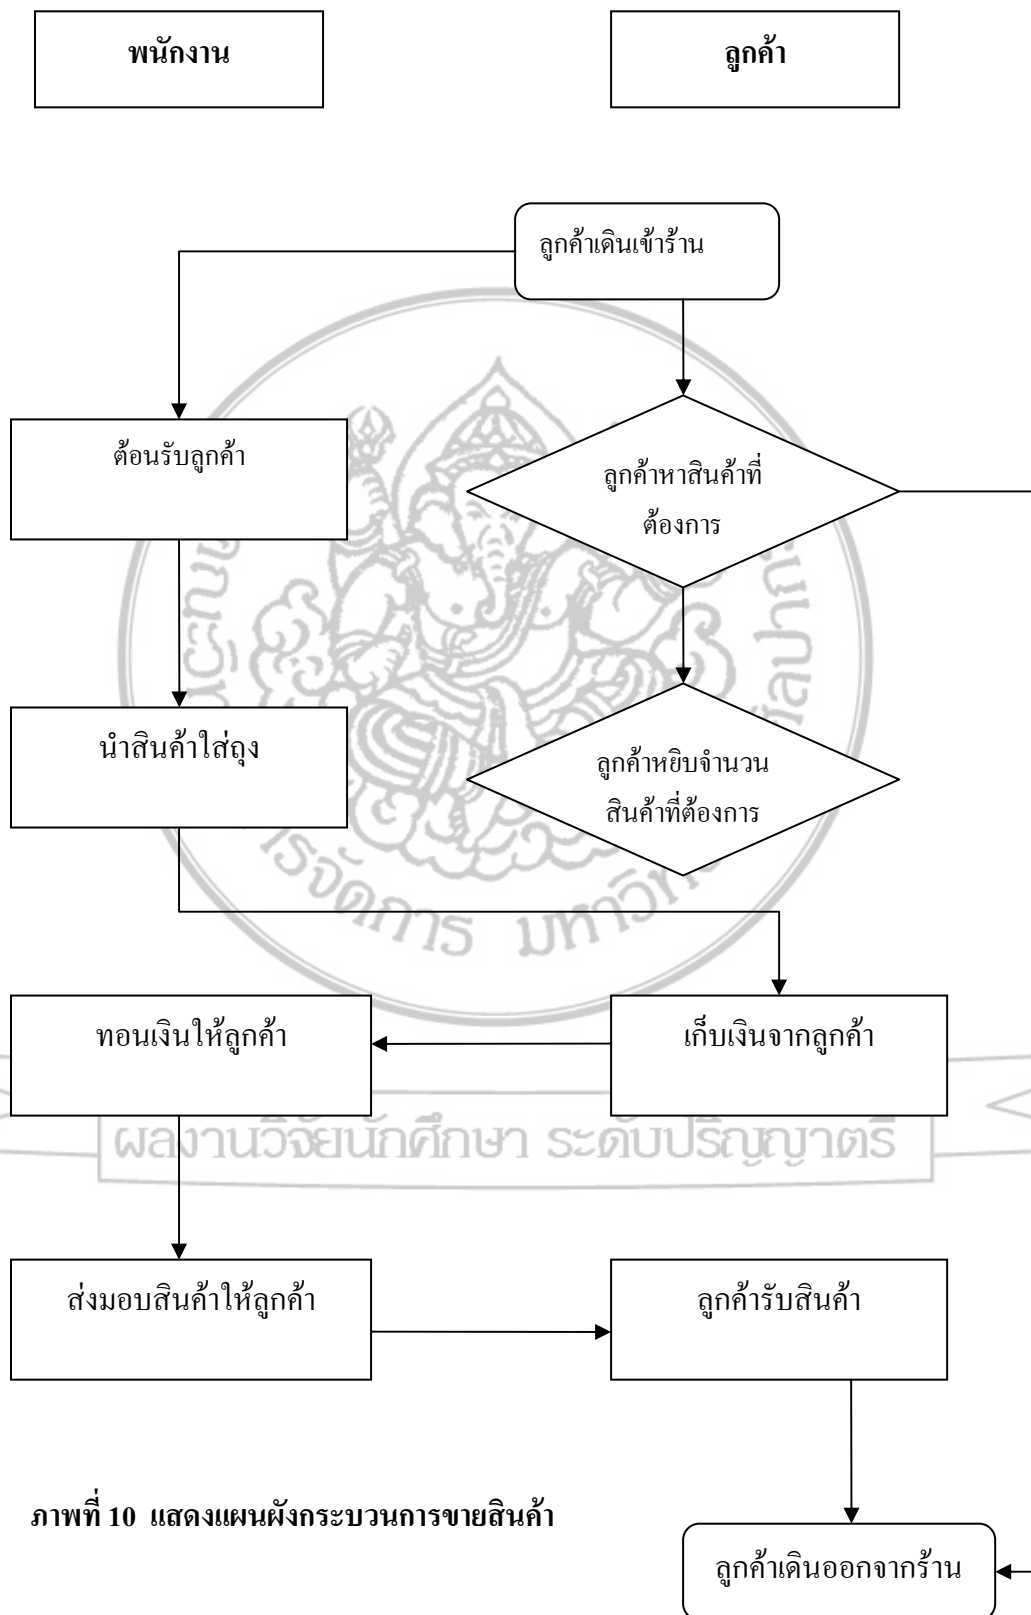 พนักงาน
ลูกค้า
ลูกค้าเดินเข้าร้าน
ต้อนรับลูกค้า
ลูกค้าหาสินค้าที่
ต้องการ
นำสินค้าใส่ถุง
ลูกค้าหยิบจำนวน
สินค้าที่ต้องการ
ทอนเงินให้ลูกค้า
เก็บเงินจากลูกค้า
ผลงานวิจัยนักศึกษา ระดับปริญญาตรี
ส่งมอบสินค้าให้ลูกค้า
ลูกค้ารับสินค้า
ภาพที่ 10 แสดงแผนผังกระบวนการขายสินค้า
ลูกค้าเดินออกจากร้าน